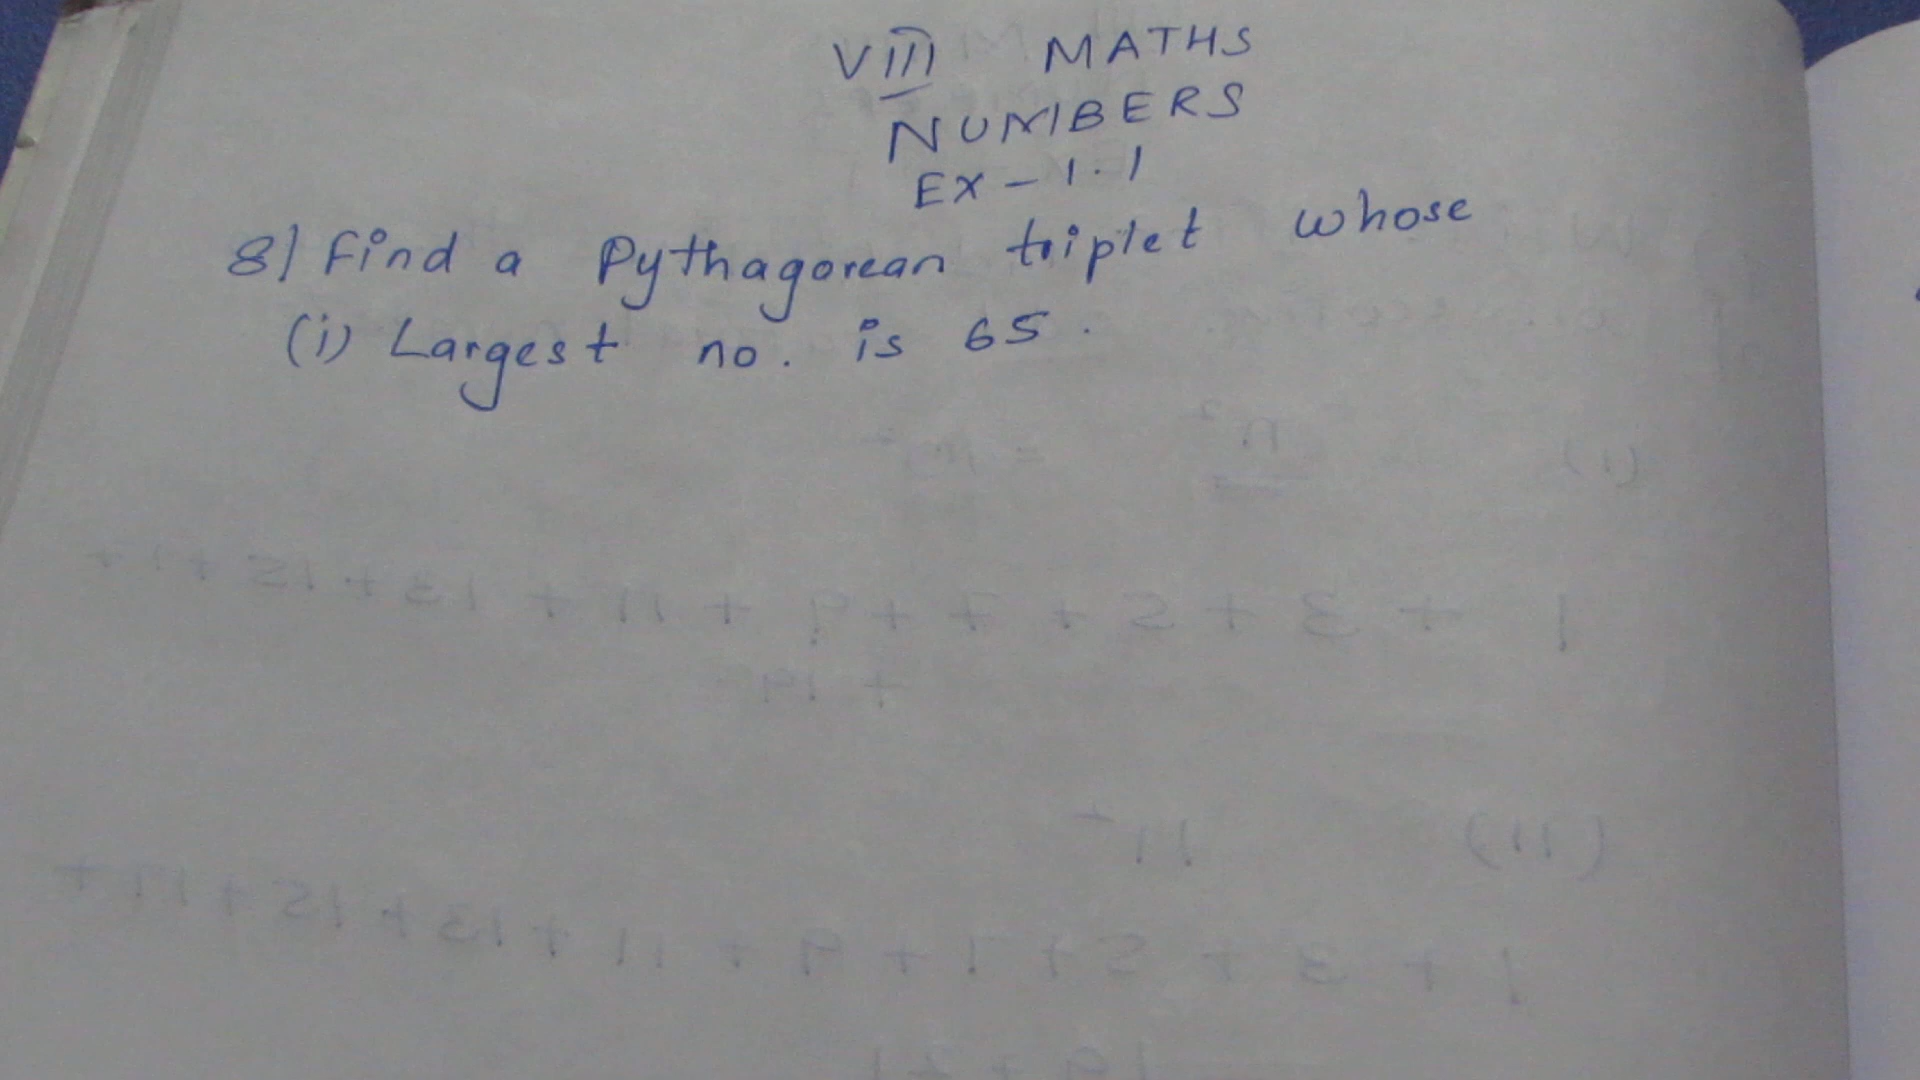 VIII MATHS
NUMBERS
EX - 1.1
8) Find a Pythagorean triplet whose
(i) Largest no. is 65.